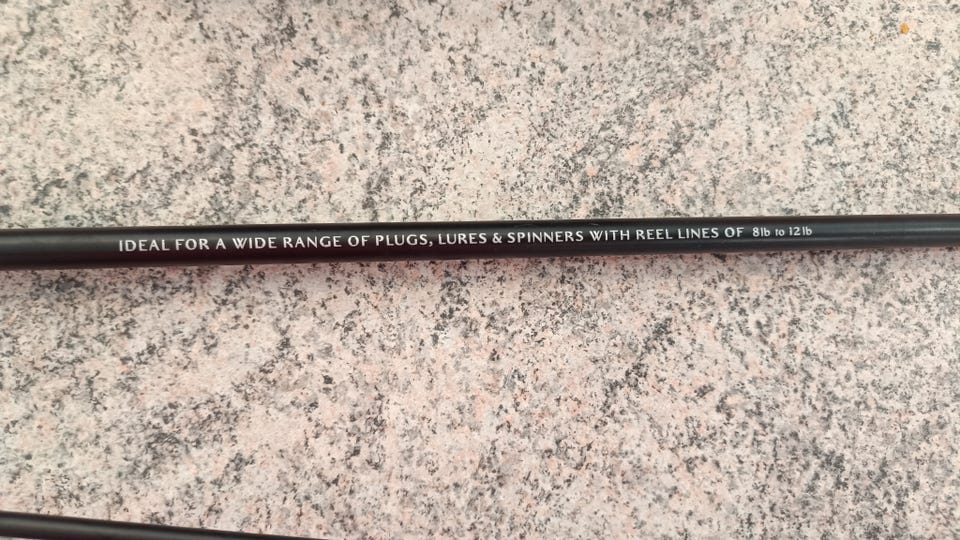 IDEAL FOR A WIDE RANGE OF PLUGS, LURES & SPINNERS WITH REEL LINES OF 8lb to 12lb